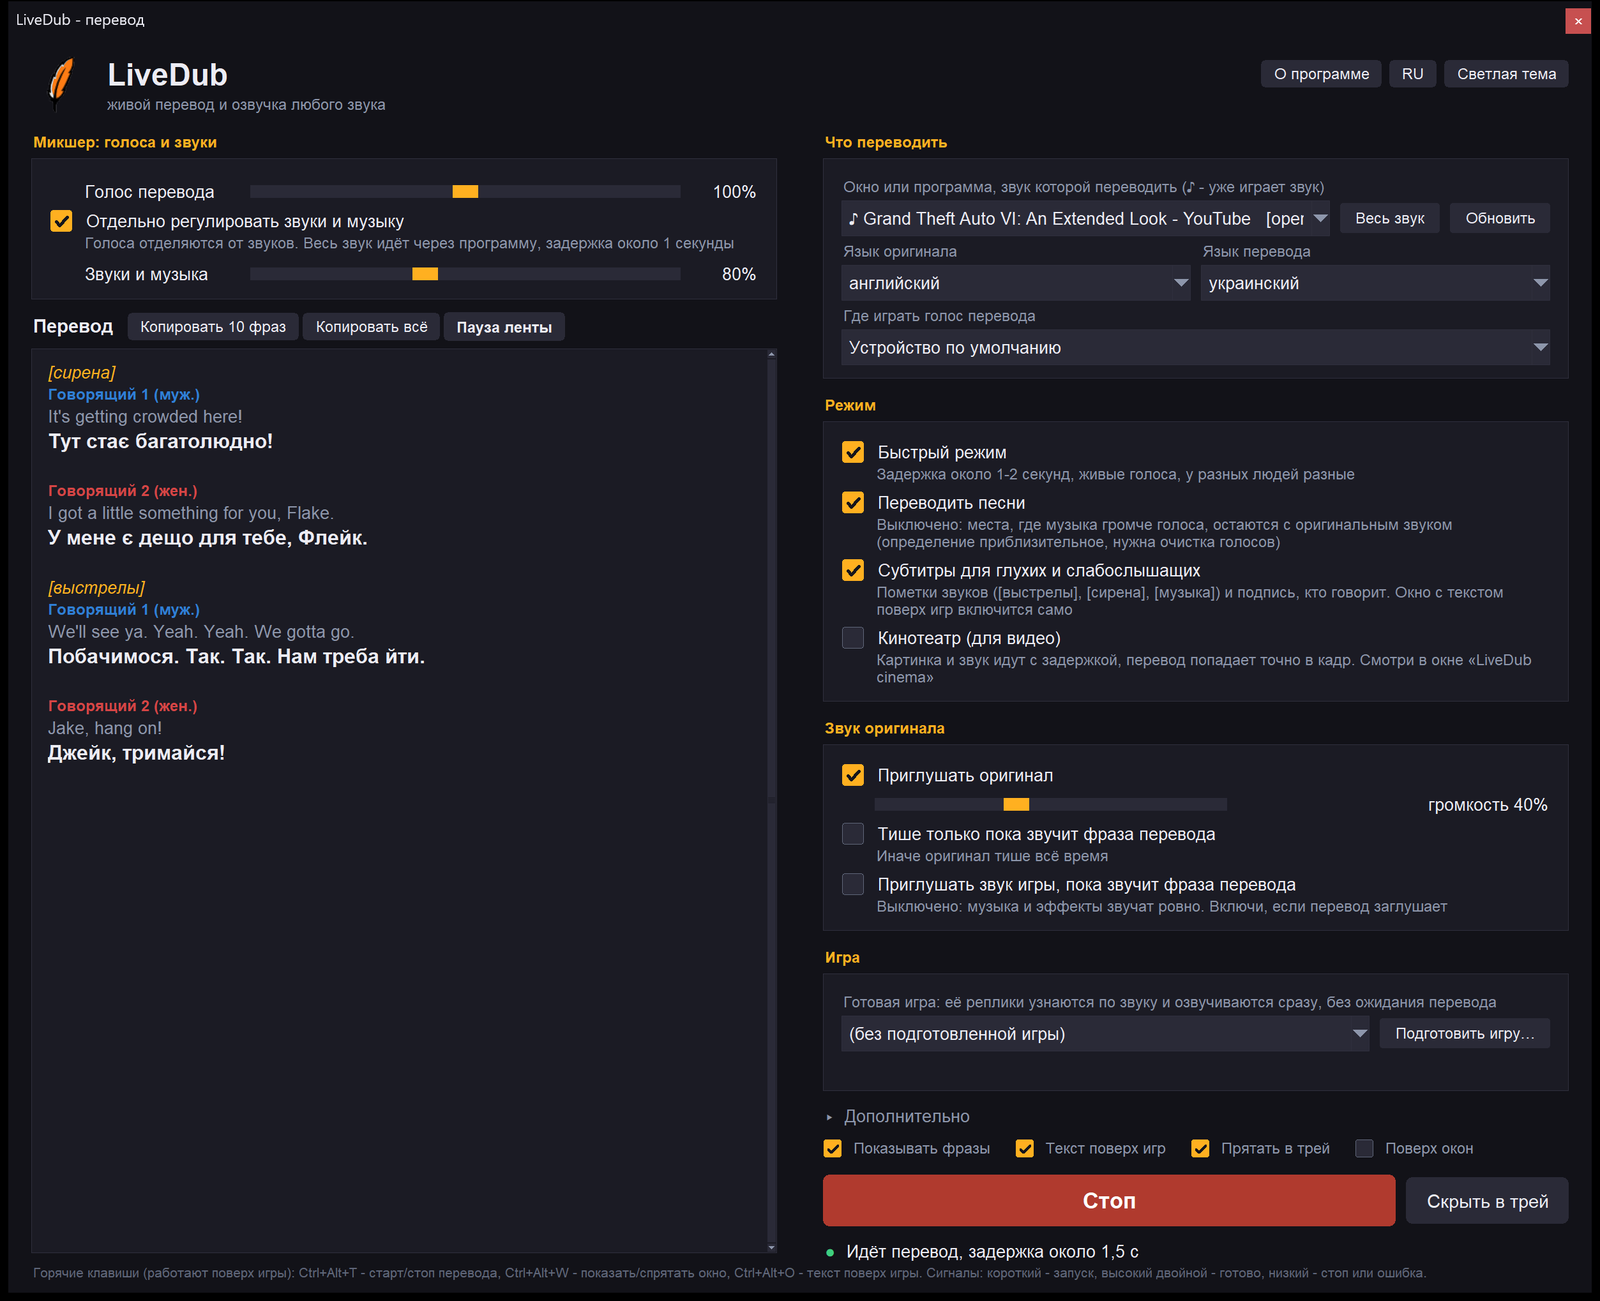 LiveDub - перевод
LiveDub
живой перевод и озвучка любого звука
О программе
RU
Светлая тема
Микшер: голоса и звуки
Голос перевода 100%
Отдельно регулировать звуки и музыку
Голоса отделяются от звуков. Весь звук идёт через программу, задержка около 1 секунды
Звуки и музыка 80%
Перевод
Копировать 10 фраз
Копировать всё
Пауза ленты
[сирена]
Говорящий 1 (муж.)
It's getting crowded here!
Тут стає багатолюдно!
Говорящий 2 (жен.)
I got a little something for you, Flake.
У мене є дещо для тебе, Флейк.
[выстрелы]
Говорящий 1 (муж.)
We'll see ya. Yeah. Yeah. We gotta go.
Побачимося. Так. Так. Нам треба йти.
Говорящий 2 (жен.)
Jake, hang on!
Джейк, тримайся!
Что переводить
Окно или программа, звук которой переводить (♪ - уже играет звук)
♪ Grand Theft Auto VI: An Extended Look - YouTube [oper
Весь звук
Обновить
Язык оригинала
Язык перевода
английский
украинский
Где играть голос перевода
Устройство по умолчанию
Режим
Быстрый режим
Задержка около 1-2 секунд, живые голоса, у разных людей разные
Переводить песни
Выключено: места, где музыка громче голоса, остаются с оригинальным звуком
(определение приблизительное, нужна очистка голосов)
Субтитры для глухих и слабослышащих
Пометки звуков ([выстрелы], [сирена], [музыка]) и подпись, кто говорит. Окно с текстом
поверх игр включится само
Кинотеатр (для видео)
Картинка и звук идут с задержкой, перевод попадает точно в кадр. Смотри в окне «LiveDub
cinema»
Звук оригинала
Приглушать оригинал
громкость 40%
Тише только пока звучит фраза перевода
Иначе оригинал тише всё время
Приглушать звук игры, пока звучит фраза перевода
Выключено: музыка и эффекты звучат ровно. Включи, если перевод заглушает
Игра
Готовая игра: её реплики узнаются по звуку и озвучиваются сразу, без ожидания перевода
(без подготовленной игры)
Подготовить игру...
Дополнительно
Показывать фразы
Текст поверх игр
Прятать в трей
Поверх окон
Стоп
Скрыть в трей
Идёт перевод, задержка около 1,5 с
Горячие клавиши (работают поверх игры): Ctrl+Alt+T - старт/стоп перевода, Ctrl+Alt+W - показать/спрятать окно, Ctrl+Alt+O - текст поверх игры. Сигналы: короткий - запуск, высокий двойной - готово, низкий - стоп или ошибка.